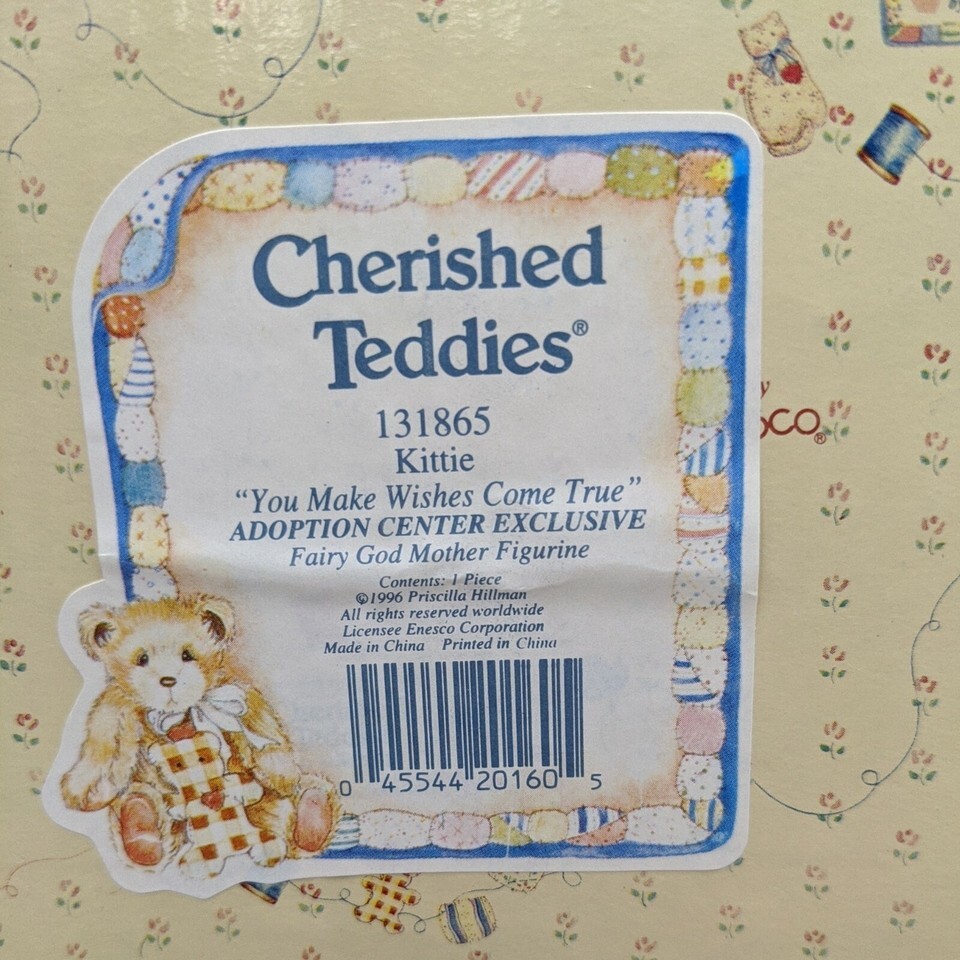 Cherished
Teddies®
131865
Kittie
"You Make Wishes Come True"
ADOPTION CENTER EXCLUSIVE
Fairy God Mother Figurine
Contents: 1 Piece
©1996 Priscilla Hillman
All rights reserved worldwide
Licensee Enesco Corporation
Made in China Printed in China
0 45544 20160 5